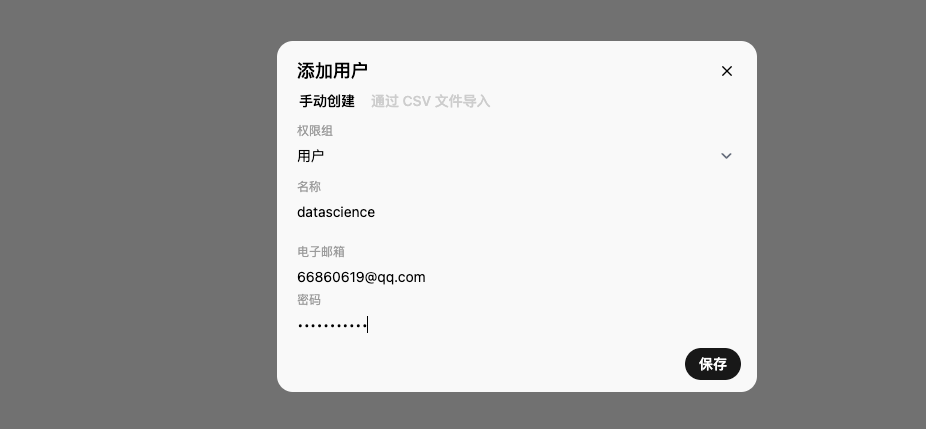 添加用户
手动创建 通过 CSV 文件导入
权限组
用户
名称
datascience
电子邮箱
66860619@qq.com
密码
•••••••••••
保存